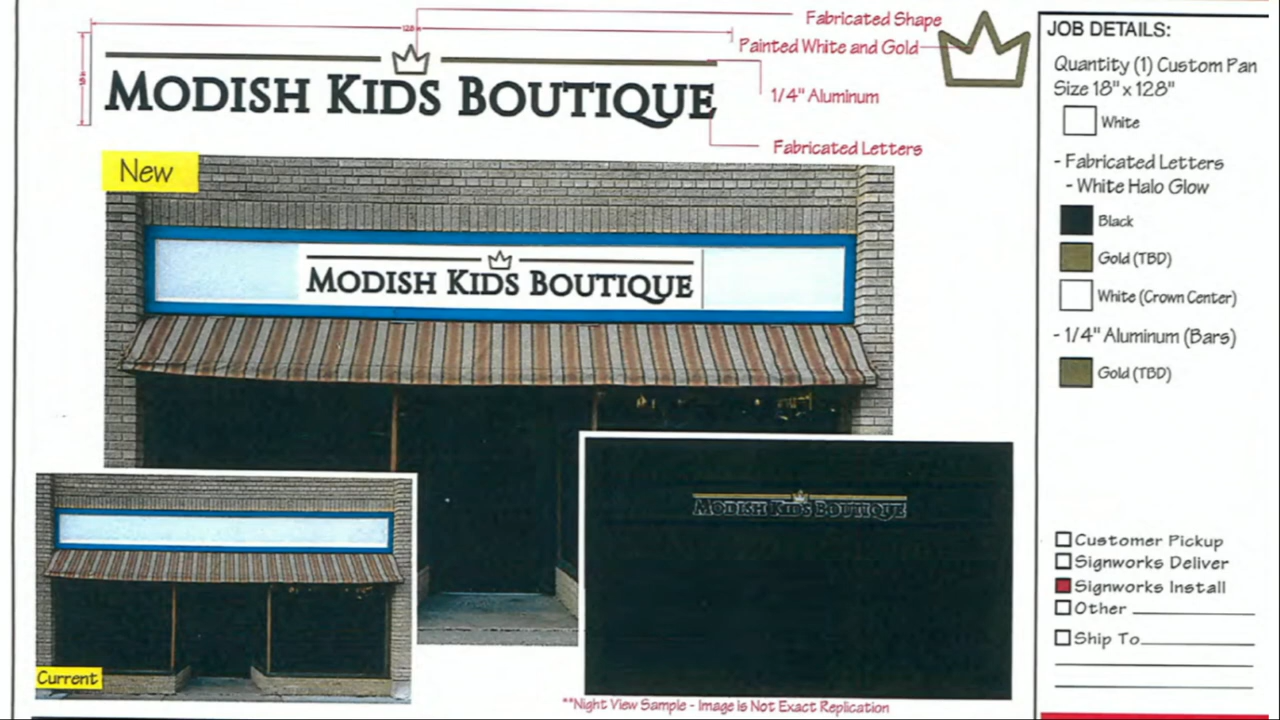 Fabricated Shape
128"
Painted White and Gold
1/4" Aluminum
MODISH KIDS BOUTIQUE
Fabricated Letters
New
MODISH KIDS BOUTIQUE
MODISH KIDS BOUTIQUE
Current
**Night View Sample - Image is Not Exact Replication
JOB DETAILS:
Quantity (1) Custom Pan
Size 18" x 128"
White
- Fabricated Letters
- White Halo Glow
Black
Gold (TBD)
White (Crown Center)
- 1/4" Aluminum (Bars)
Gold (TBD)
Customer Pickup
Signworks Deliver
Signworks Install
Other
Ship To